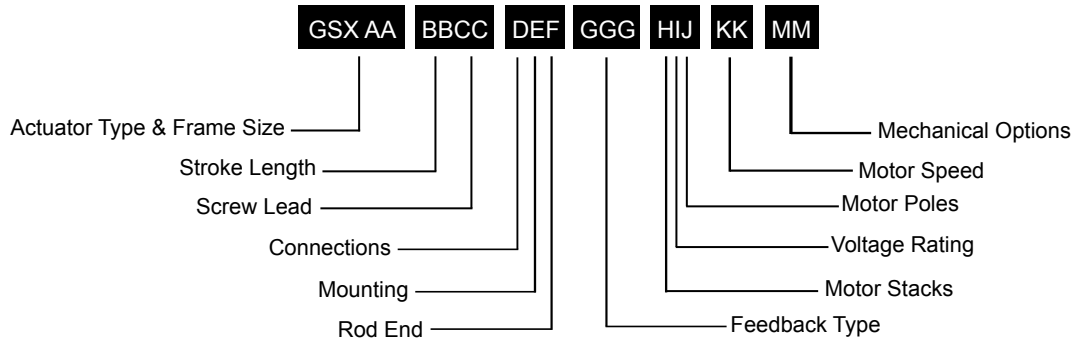 GSX AA BBCC DEF GGG HIJ KK MM
Actuator Type & Frame Size
Mechanical Options
Stroke Length
Motor Speed
Screw Lead
Motor Poles
Connections
Voltage Rating
Mounting
Motor Stacks
Rod End
Feedback Type